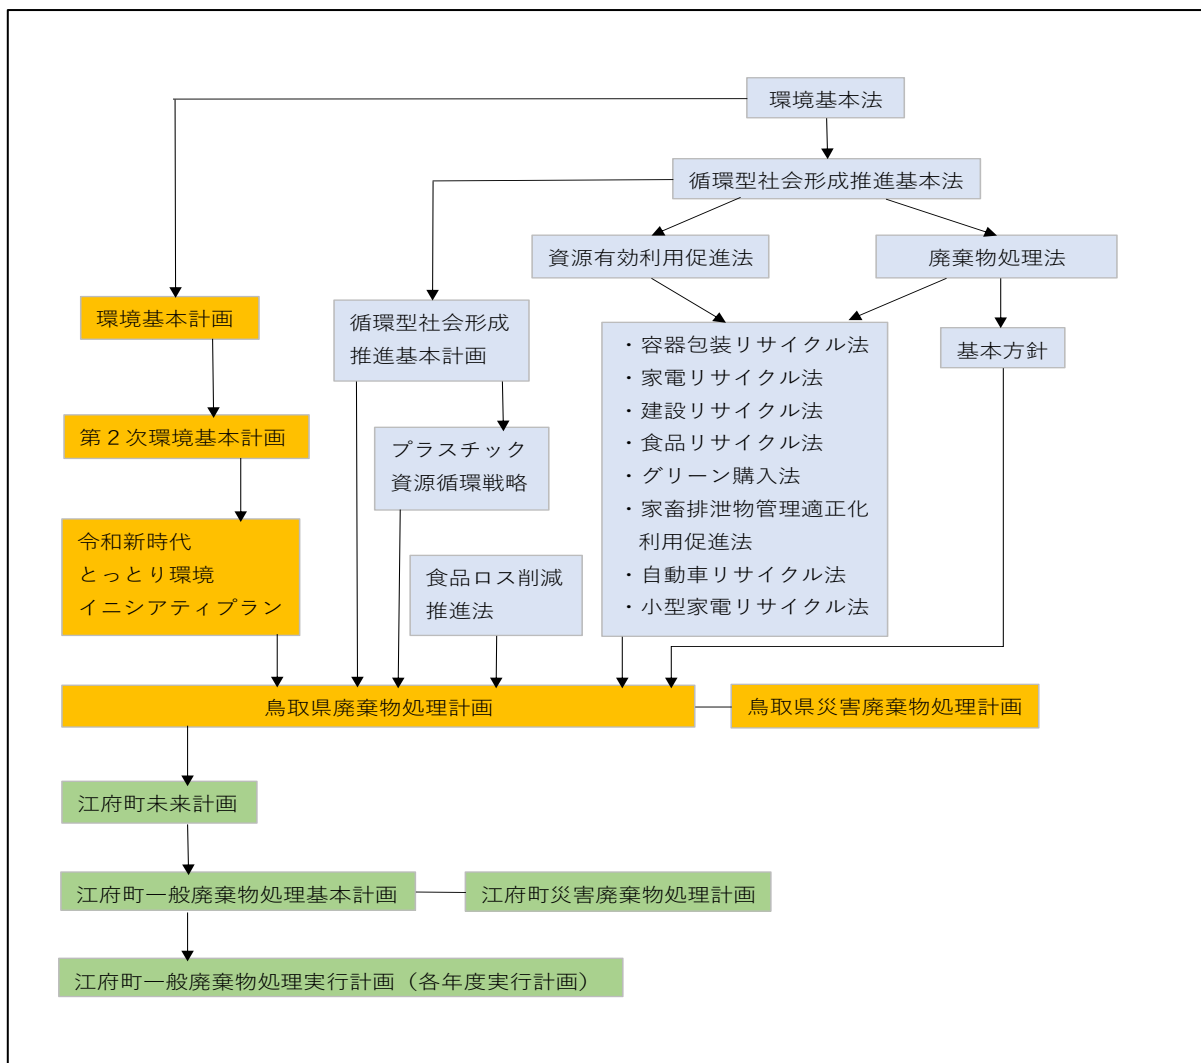 環境基本法
循環型社会形成推進基本法
資源有効利用促進法
廃棄物処理法
環境基本計画
循環型社会形成
推進基本計画
・容器包装リサイクル法
・家電リサイクル法
・建設リサイクル法
・食品リサイクル法
・グリーン購入法
・家畜排泄物管理適正化
利用促進法
・自動車リサイクル法
・小型家電リサイクル法
基本方針
第２次環境基本計画
プラスチック
資源循環戦略
令和新時代
とっとり環境
イニシアティプラン
食品ロス削減
推進法
鳥取県廃棄物処理計画
鳥取県災害廃棄物処理計画
江府町未来計画
江府町一般廃棄物処理基本計画
江府町災害廃棄物処理計画
江府町一般廃棄物処理実行計画（各年度実行計画）